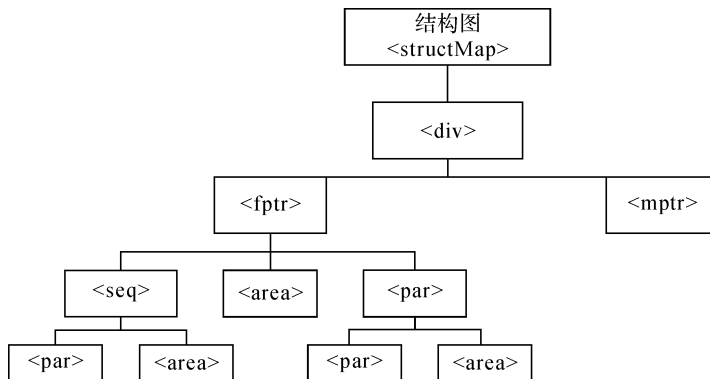 结构图
<structMap>
<div>
<fptr>
<mptr>
<seq>
<area>
<par>
<par>
<area>
<par>
<area>